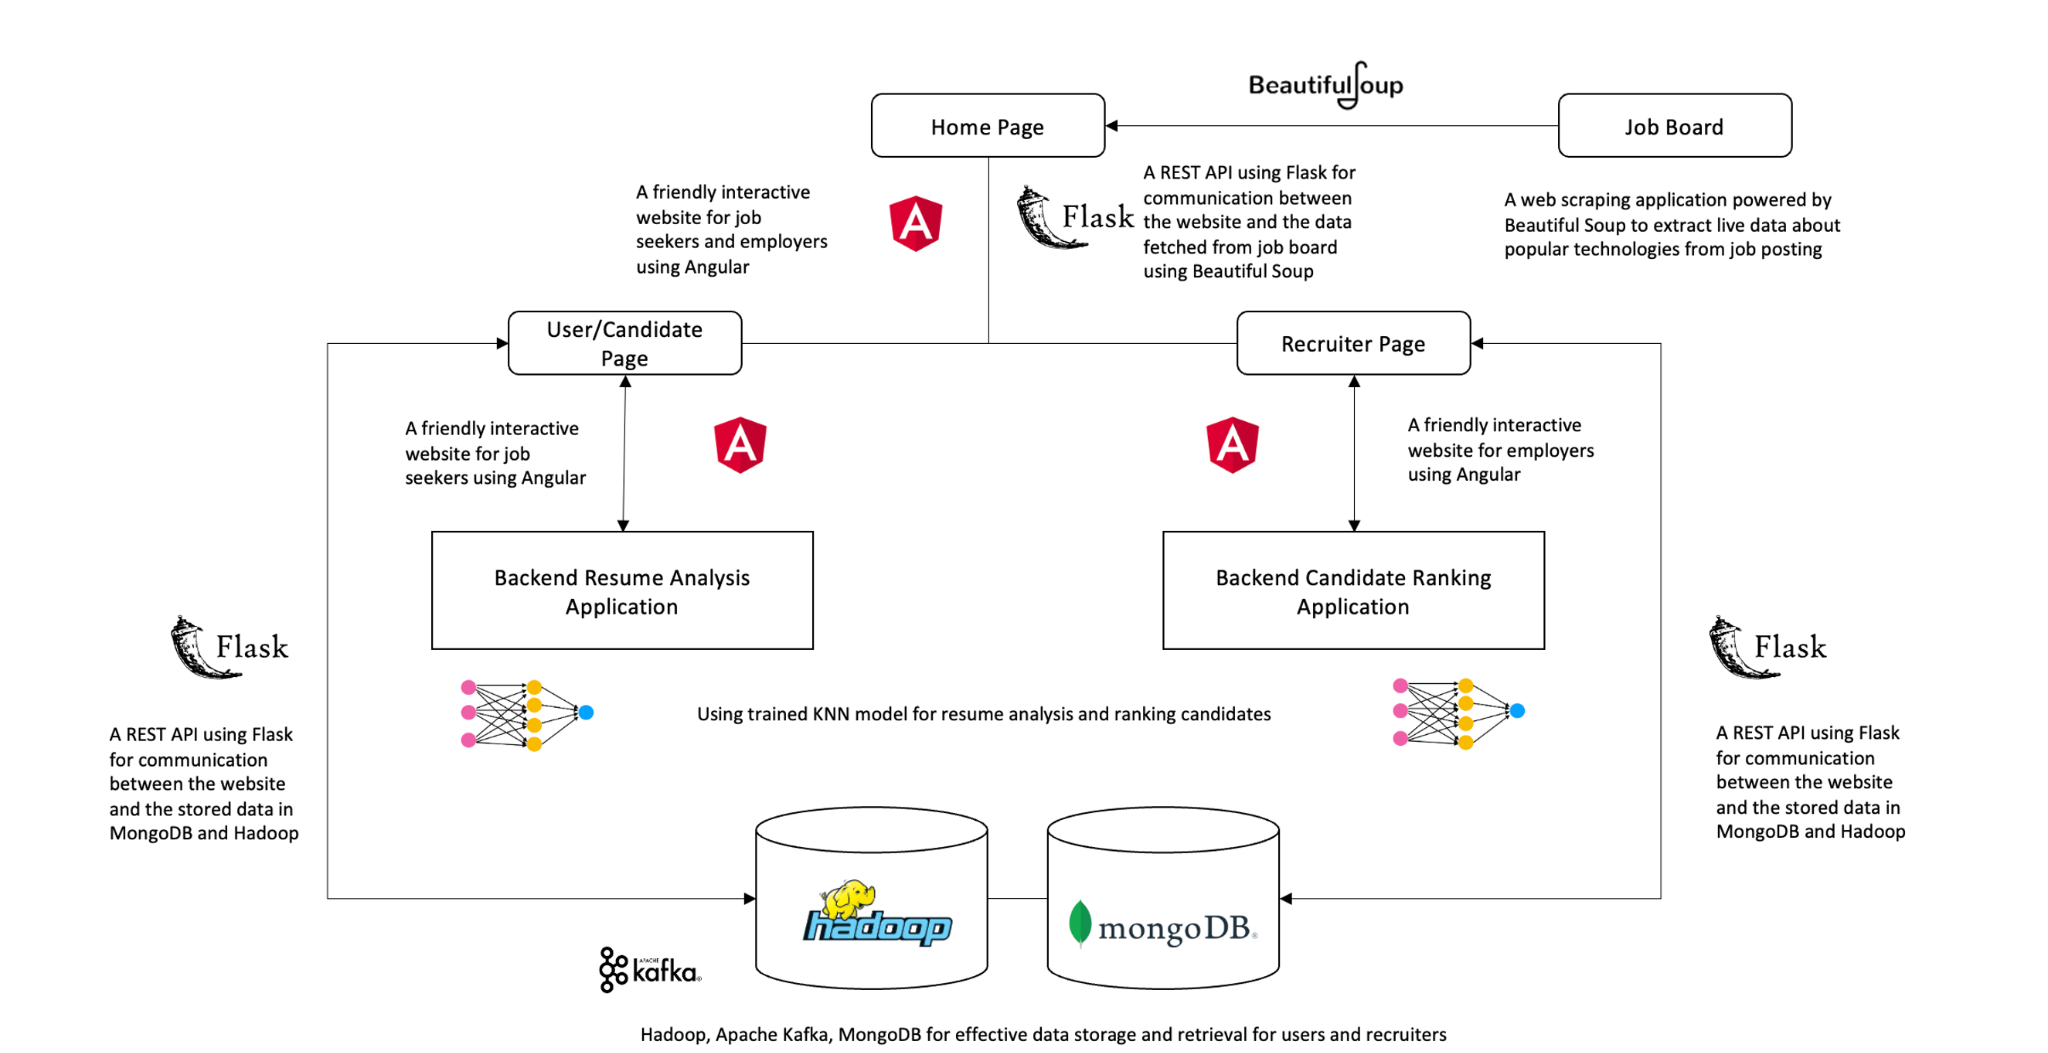 BeautifulSoup
Home Page
Job Board
A friendly interactive
website for job
seekers and employers
using Angular
A
Flask
A REST API using Flask for
communication between
the website and the data
fetched from job board
using Beautiful Soup
A web scraping application powered by
Beautiful Soup to extract live data about
popular technologies from job posting
User/Candidate
Page
Recruiter Page
A friendly interactive
website for job
seekers using Angular
A
A
A friendly interactive
website for employers
using Angular
Backend Resume Analysis
Application
Backend Candidate Ranking
Application
Flask
Flask
Using trained KNN model for resume analysis and ranking candidates
A REST API using Flask
for communication
between the website
and the stored data in
MongoDB and Hadoop
A REST API using Flask
for communication
between the website
and the stored data in
MongoDB and Hadoop
hadoop
mongoDB®
APACHE
kafka®
Hadoop, Apache Kafka, MongoDB for effective data storage and retrieval for users and recruiters